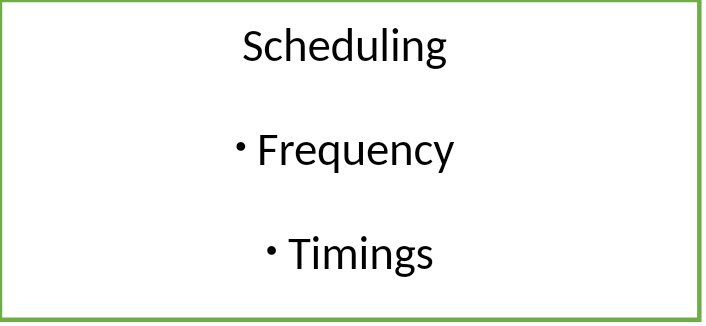 Scheduling
• Frequency
• Timings